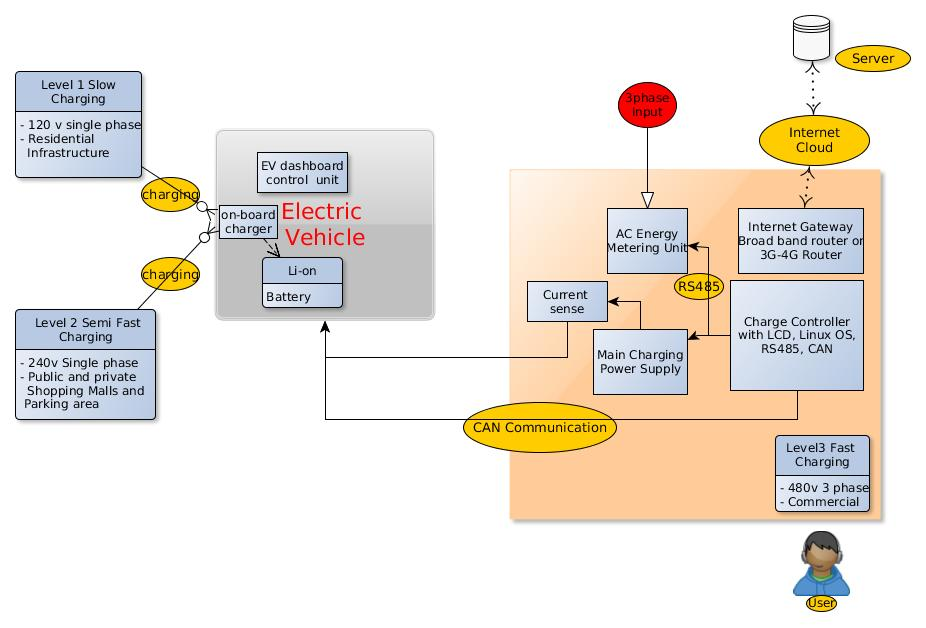 Server
Level 1 Slow
Charging
- 120 v single phase
- Residential
Infrastructure
3phase
input
Internet
Cloud
EV dashboard
control unit
charging
on-board
charger
Electric
Vehicle
AC Energy
Metering Unit
Internet Gateway
Broad band router or
3G-4G Router
charging
Li-on
Battery
RS485
Current
sense
Level 2 Semi Fast
Charging
- 240v Single phase
- Public and private
Shopping Malls and
Parking area
Main Charging
Power Supply
Charge Controller
with LCD, Linux OS,
RS485, CAN
CAN Communication
Level3 Fast
Charging
- 480v 3 phase
- Commercial
User